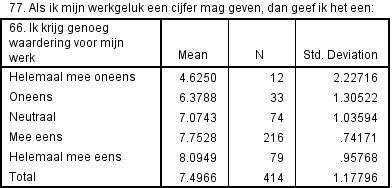 77. Als ik mijn werkgeluk een cijfer mag geven, dan geef ik het een:
66. Ik krijg genoeg
waardering voor mijn
werk Mean N Std. Deviation
Helemaal mee oneens 4.6250 12 2.22716
Oneens 6.3788 33 1.30522
Neutraal 7.0743 74 1.03594
Mee eens 7.7528 216 .74171
Helemaal mee eens 8.0949 79 .95768
Total 7.4966 414 1.17796